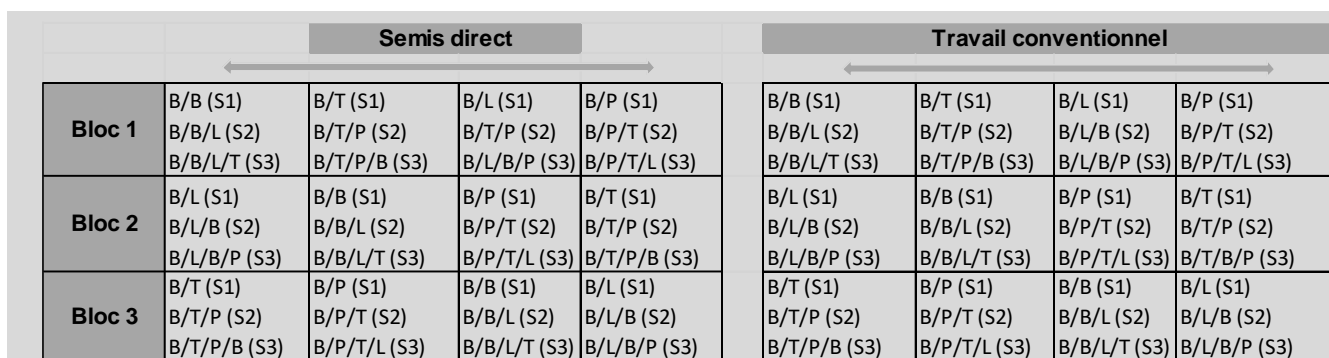 Semis direct Travail conventionnel
B/B (S1) B/T (S1) B/L (S1) B/P (S1) B/B (S1) B/T (S1) B/L (S1) B/P (S1)
Bloc 1 B/B/L (S2) B/T/P (S2) B/T/P (S2) B/P/T (S2) B/B/L (S2) B/T/P (S2) B/L/B (S2) B/P/T (S2)
B/B/L/T (S3) B/T/P/B (S3) B/L/B/P (S3) B/P/T/L (S3) B/B/L/T (S3) B/T/P/B (S3) B/L/B/P (S3) B/P/T/L (S3)
B/L (S1) B/B (S1) B/P (S1) B/T (S1) B/L (S1) B/B (S1) B/P (S1) B/T (S1)
Bloc 2 B/L/B (S2) B/B/L (S2) B/P/T (S2) B/T/P (S2) B/L/B (S2) B/B/L (S2) B/P/T (S2) B/T/P (S2)
B/L/B/P (S3) B/B/L/T (S3) B/P/T/L (S3) B/T/P/B (S3) B/L/B/P (S3) B/B/L/T (S3) B/P/T/L (S3) B/T/B/P (S3)
B/T (S1) B/P (S1) B/B (S1) B/L (S1) B/T (S1) B/P (S1) B/B (S1) B/L (S1)
Bloc 3 B/T/P (S2) B/P/T (S2) B/B/L (S2) B/L/B (S2) B/T/P (S2) B/P/T (S2) B/B/L (S2) B/L/B (S2)
B/T/P/B (S3) B/P/T/L (S3) B/B/L/T (S3) B/L/B/P (S3) B/T/P/B (S3) B/P/T/L (S3) B/B/L/T (S3) B/L/B/P (S3)